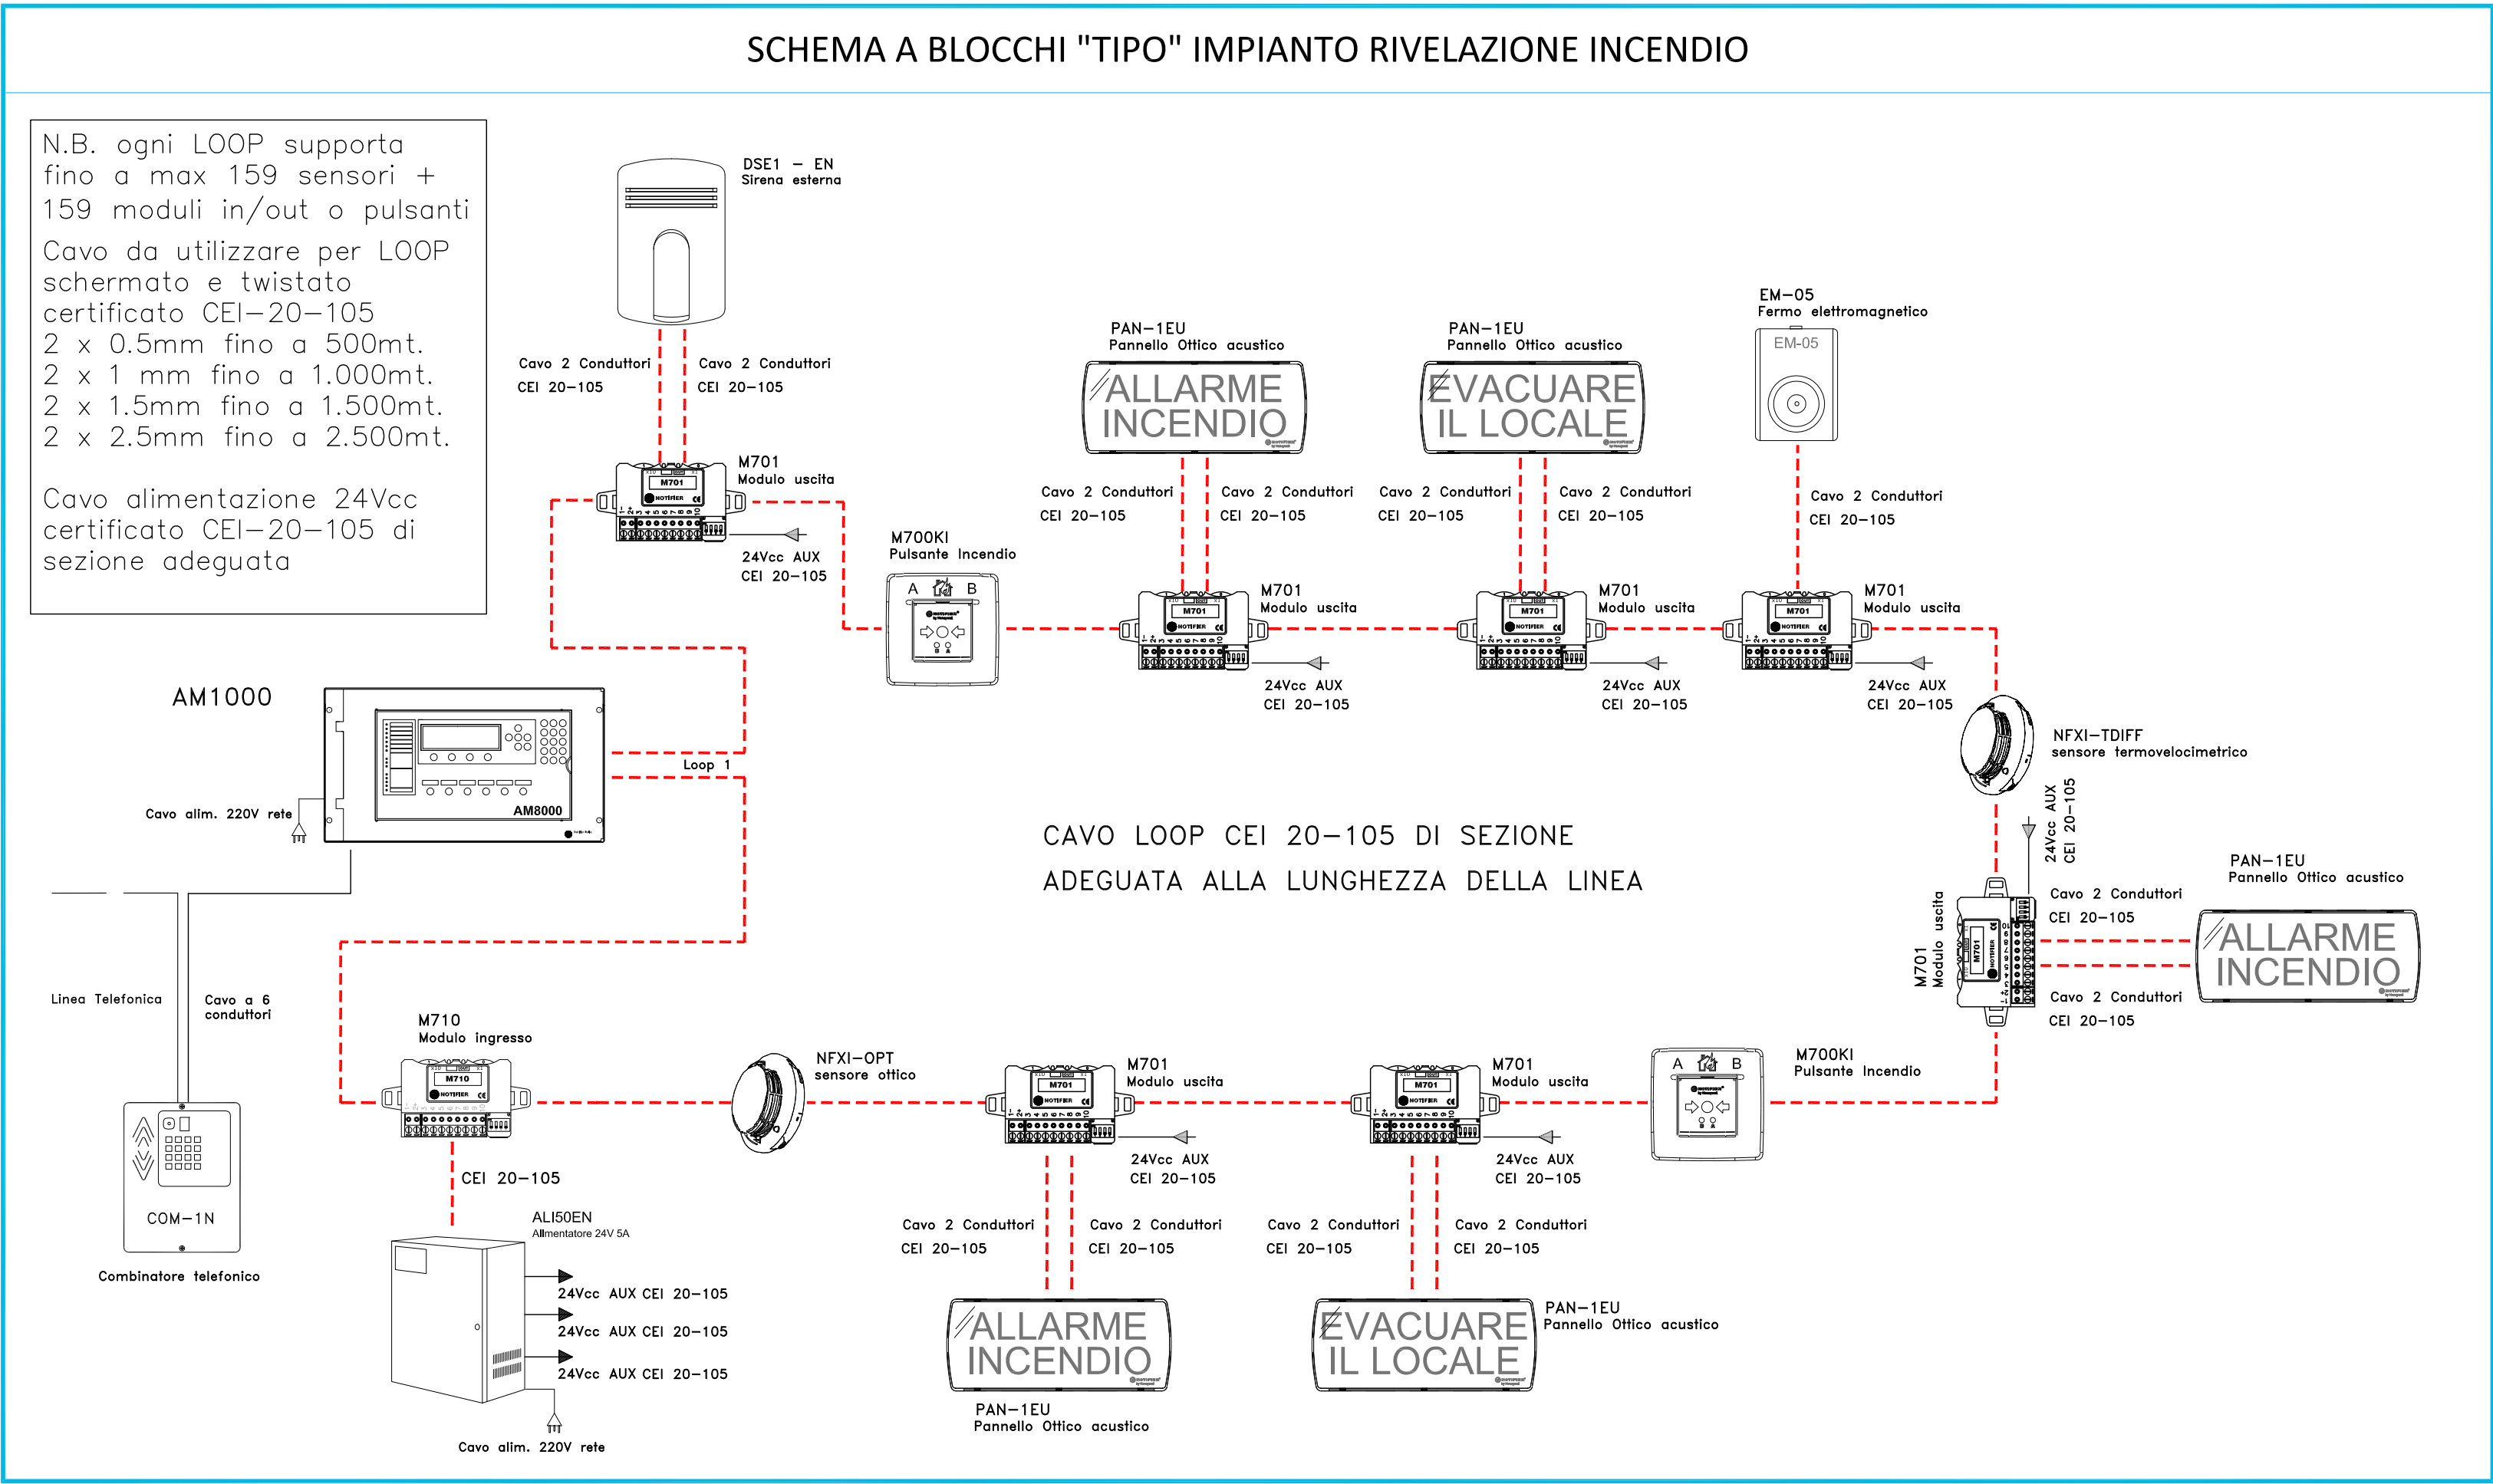 SCHEMA A BLOCCHI "TIPO" IMPIANTO RIVELAZIONE INCENDIO
N.B. ogni LOOP supporta
fino a max 159 sensori +
159 moduli in/out o pulsanti
Cavo da utilizzare per LOOP
schermato e twistato
certificato CEI-20-105
2 x 0.5mm fino a 500mt.
2 x 1 mm fino a 1.000mt.
2 x 1.5mm fino a 1.500mt.
2 x 2.5mm fino a 2.500mt.
Cavo alimentazione 24Vcc
certificato CEI-20-105 di
sezione adeguata
DSE1 - EN
Sirena esterna
Cavo 2 Conduttori
CEI 20-105
Cavo 2 Conduttori
CEI 20-105
M701
Modulo uscita
M701
NOTIFIER
24Vcc AUX
CEI 20-105
M700KI
Pulsante Incendio
A B
PAN-1EU
Pannello Ottico acustico
ALLARME
INCENDIO
Cavo 2 Conduttori
CEI 20-105
Cavo 2 Conduttori
CEI 20-105
M701
Modulo uscita
M701
NOTIFIER
24Vcc AUX
CEI 20-105
PAN-1EU
Pannello Ottico acustico
EVACUARE
IL LOCALE
Cavo 2 Conduttori
CEI 20-105
Cavo 2 Conduttori
CEI 20-105
M701
Modulo uscita
M701
NOTIFIER
24Vcc AUX
CEI 20-105
EM-05
Fermo elettromagnetico
EM-05
Cavo 2 Conduttori
CEI 20-105
M701
Modulo uscita
M701
NOTIFIER
24Vcc AUX
CEI 20-105
NFXI-TDIFF
sensore termovelocimetrico
24Vcc AUX
CEI 20-105
M701
Modulo uscita
M701
NOTIFIER
Cavo 2 Conduttori
CEI 20-105
Cavo 2 Conduttori
CEI 20-105
PAN-1EU
Pannello Ottico acustico
ALLARME
INCENDIO
AM1000
AM8000
Loop 1
Cavo alim. 220V rete
CAVO LOOP CEI 20-105 DI SEZIONE
ADEGUATA ALLA LUNGHEZZA DELLA LINEA
Linea Telefonica
Cavo a 6
conduttori
COM-1N
Combinatore telefonico
M710
Modulo ingresso
M710
NOTIFIER
CEI 20-105
ALI50EN
Alimentatore 24V 5A
24Vcc AUX CEI 20-105
24Vcc AUX CEI 20-105
24Vcc AUX CEI 20-105
Cavo alim. 220V rete
NFXI-OPT
sensore ottico
M701
Modulo uscita
M701
NOTIFIER
24Vcc AUX
CEI 20-105
Cavo 2 Conduttori
CEI 20-105
Cavo 2 Conduttori
CEI 20-105
ALLARME
INCENDIO
PAN-1EU
Pannello Ottico acustico
M701
Modulo uscita
M701
NOTIFIER
24Vcc AUX
CEI 20-105
Cavo 2 Conduttori
CEI 20-105
Cavo 2 Conduttori
CEI 20-105
EVACUARE
IL LOCALE
PAN-1EU
Pannello Ottico acustico
M700KI
Pulsante Incendio
A B